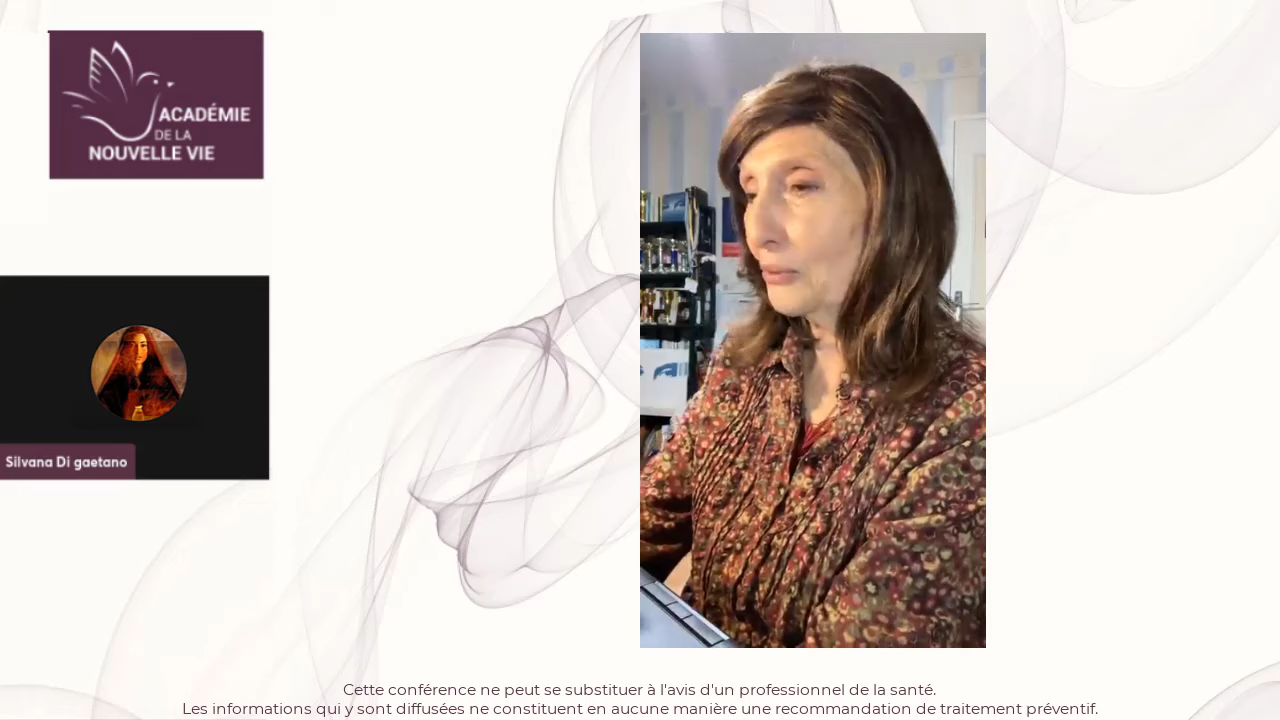 ACADÉMIE
DE LA
NOUVELLE VIE
Silvana Di gaetano
Cette conférence ne peut se substituer à l'avis d'un professionnel de la santé.
Les informations qui y sont diffusées ne constituent en aucune manière une recommandation de traitement préventif.